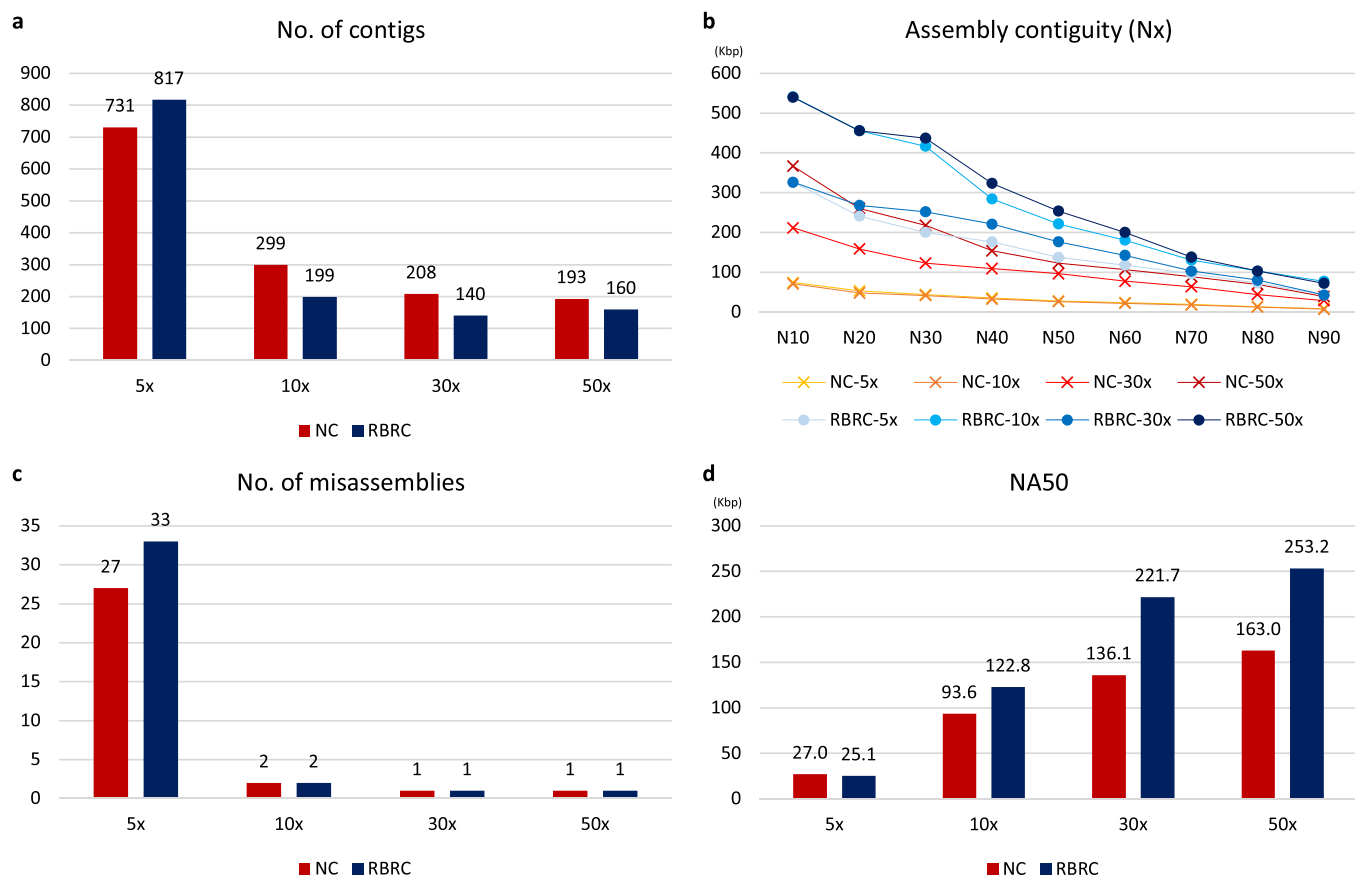 a
No. of contigs
900
800
700
600
500
400
300
200
100
0
731
817
299
199
208
140
193
160
5x
10x
30x
50x
NC RBRC
b
Assembly contiguity (Nx)
(Kbp)
600
500
400
300
200
100
0
N10 N20 N30 N40 N50 N60 N70 N80 N90
NC-5x NC-10x NC-30x NC-50x
RBRC-5x RBRC-10x RBRC-30x RBRC-50x
c
No. of misassemblies
35
30
25
20
15
10
5
0
27
33
2
2
1
1
1
1
5x
10x
30x
50x
NC RBRC
d
NA50
(Kbp)
300
250
200
150
100
50
0
27.0
25.1
93.6
122.8
136.1
221.7
163.0
253.2
5x
10x
30x
50x
NC RBRC